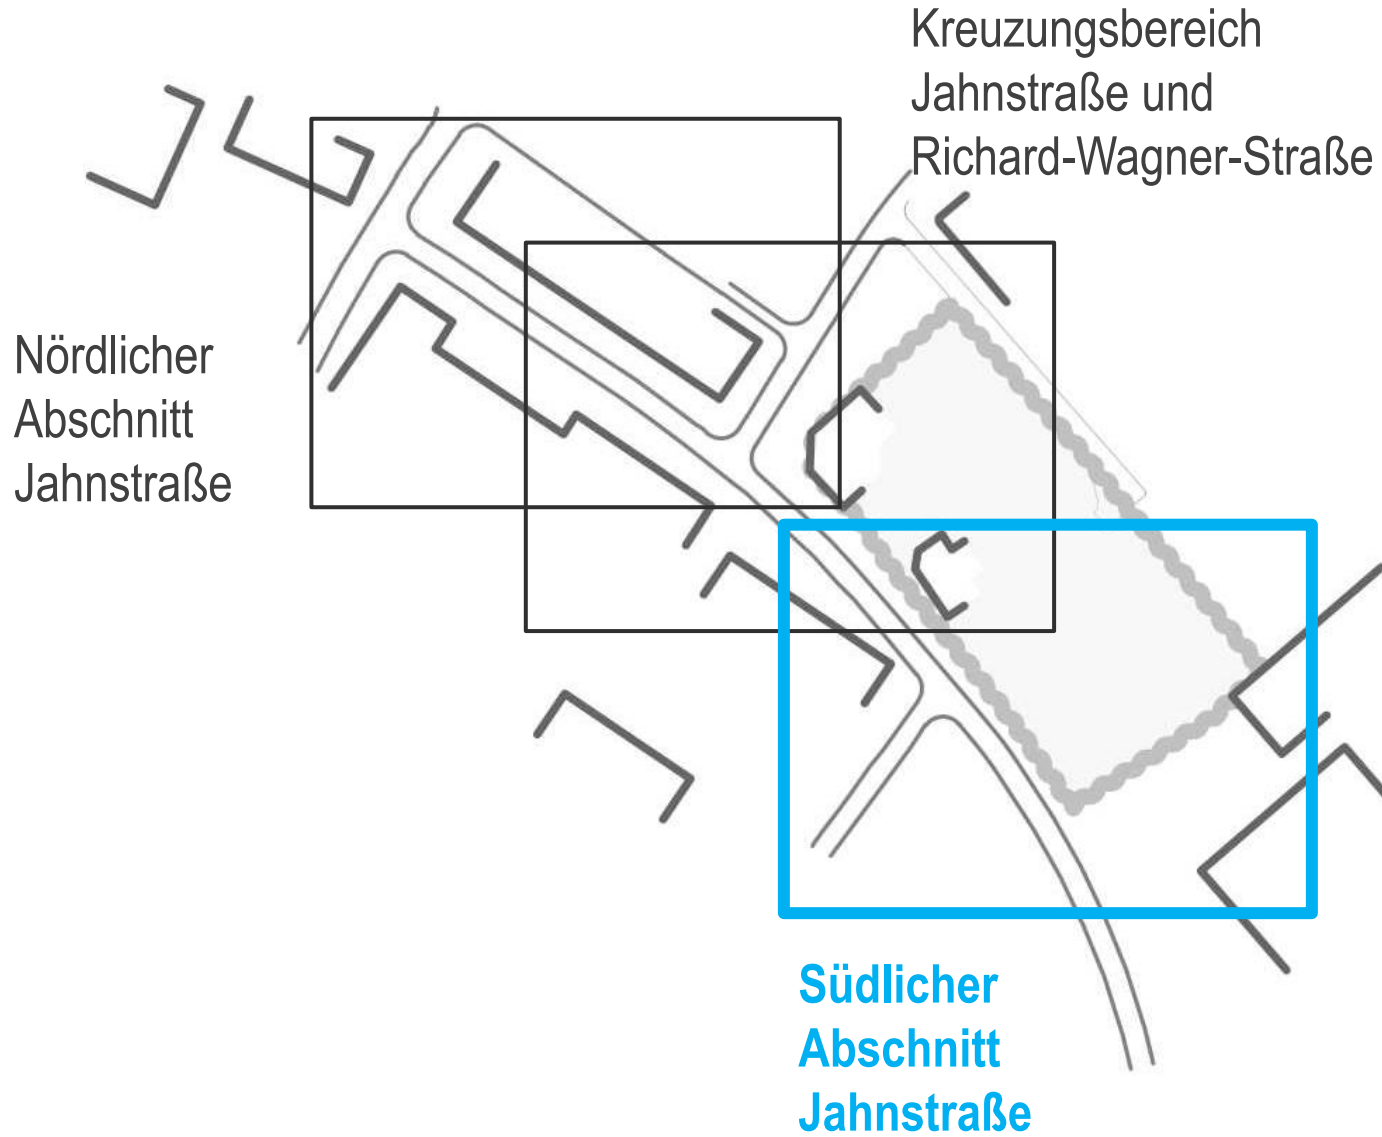 Kreuzungsbereich
Jahnstraße und
Richard-Wagner-Straße
Nördlicher
Abschnitt
Jahnstraße
Südlicher
Abschnitt
Jahnstraße